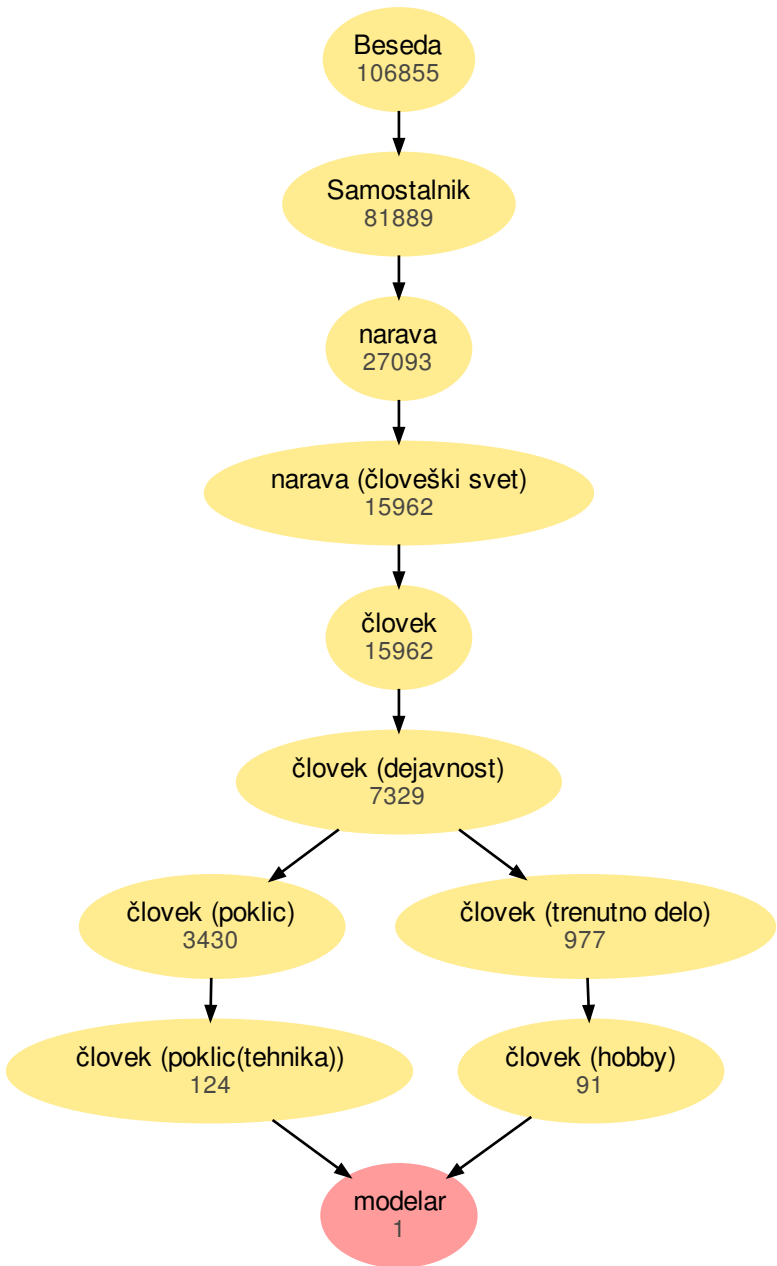 Beseda
106855
Samostalnik
81889
narava
27093
narava (človeški svet)
15962
človek
15962
človek (dejavnost)
7329
človek (poklic)
3430
človek (trenutno delo)
977
človek (poklic(tehnika))
124
človek (hobby)
91
modelar
1